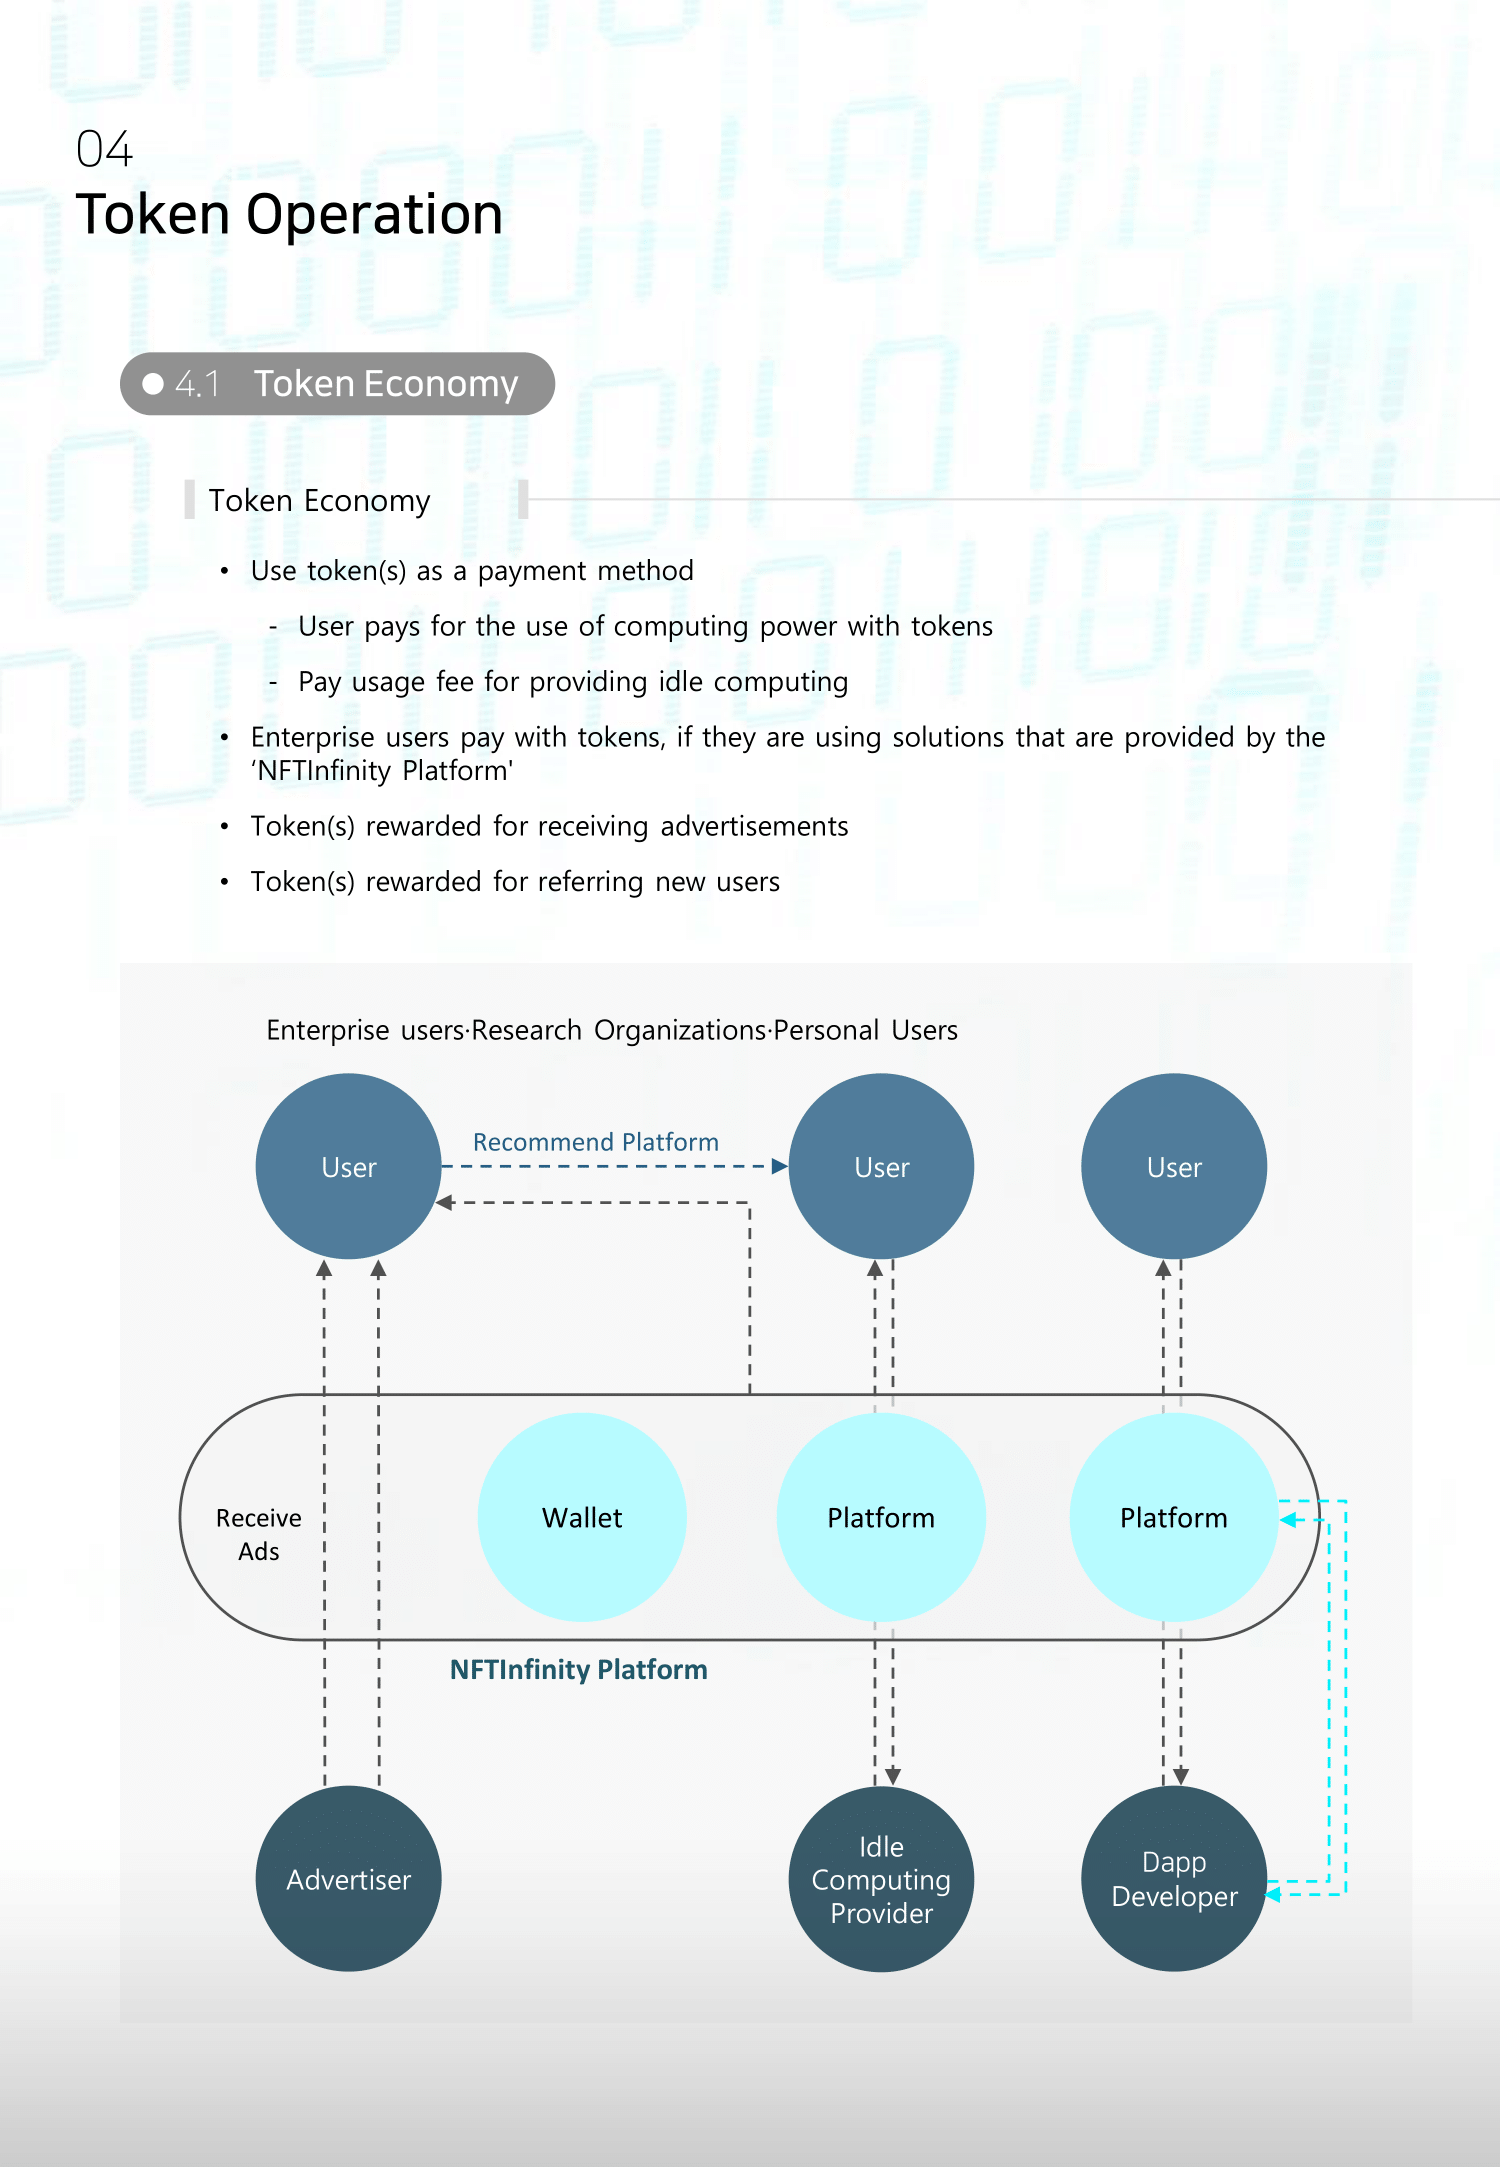 04
Token Operation
4.1 Token Economy
Token Economy
• Use token(s) as a payment method
- User pays for the use of computing power with tokens
- Pay usage fee for providing idle computing
• Enterprise users pay with tokens, if they are using solutions that are provided by the
‘NFTInfinity Platform'
• Token(s) rewarded for receiving advertisements
• Token(s) rewarded for referring new users
Enterprise users·Research Organizations·Personal Users
User
Recommend Platform
User
User
Receive
Ads
Wallet
Platform
Platform
NFTInfinity Platform
Advertiser
Idle
Computing
Provider
Dapp
Developer